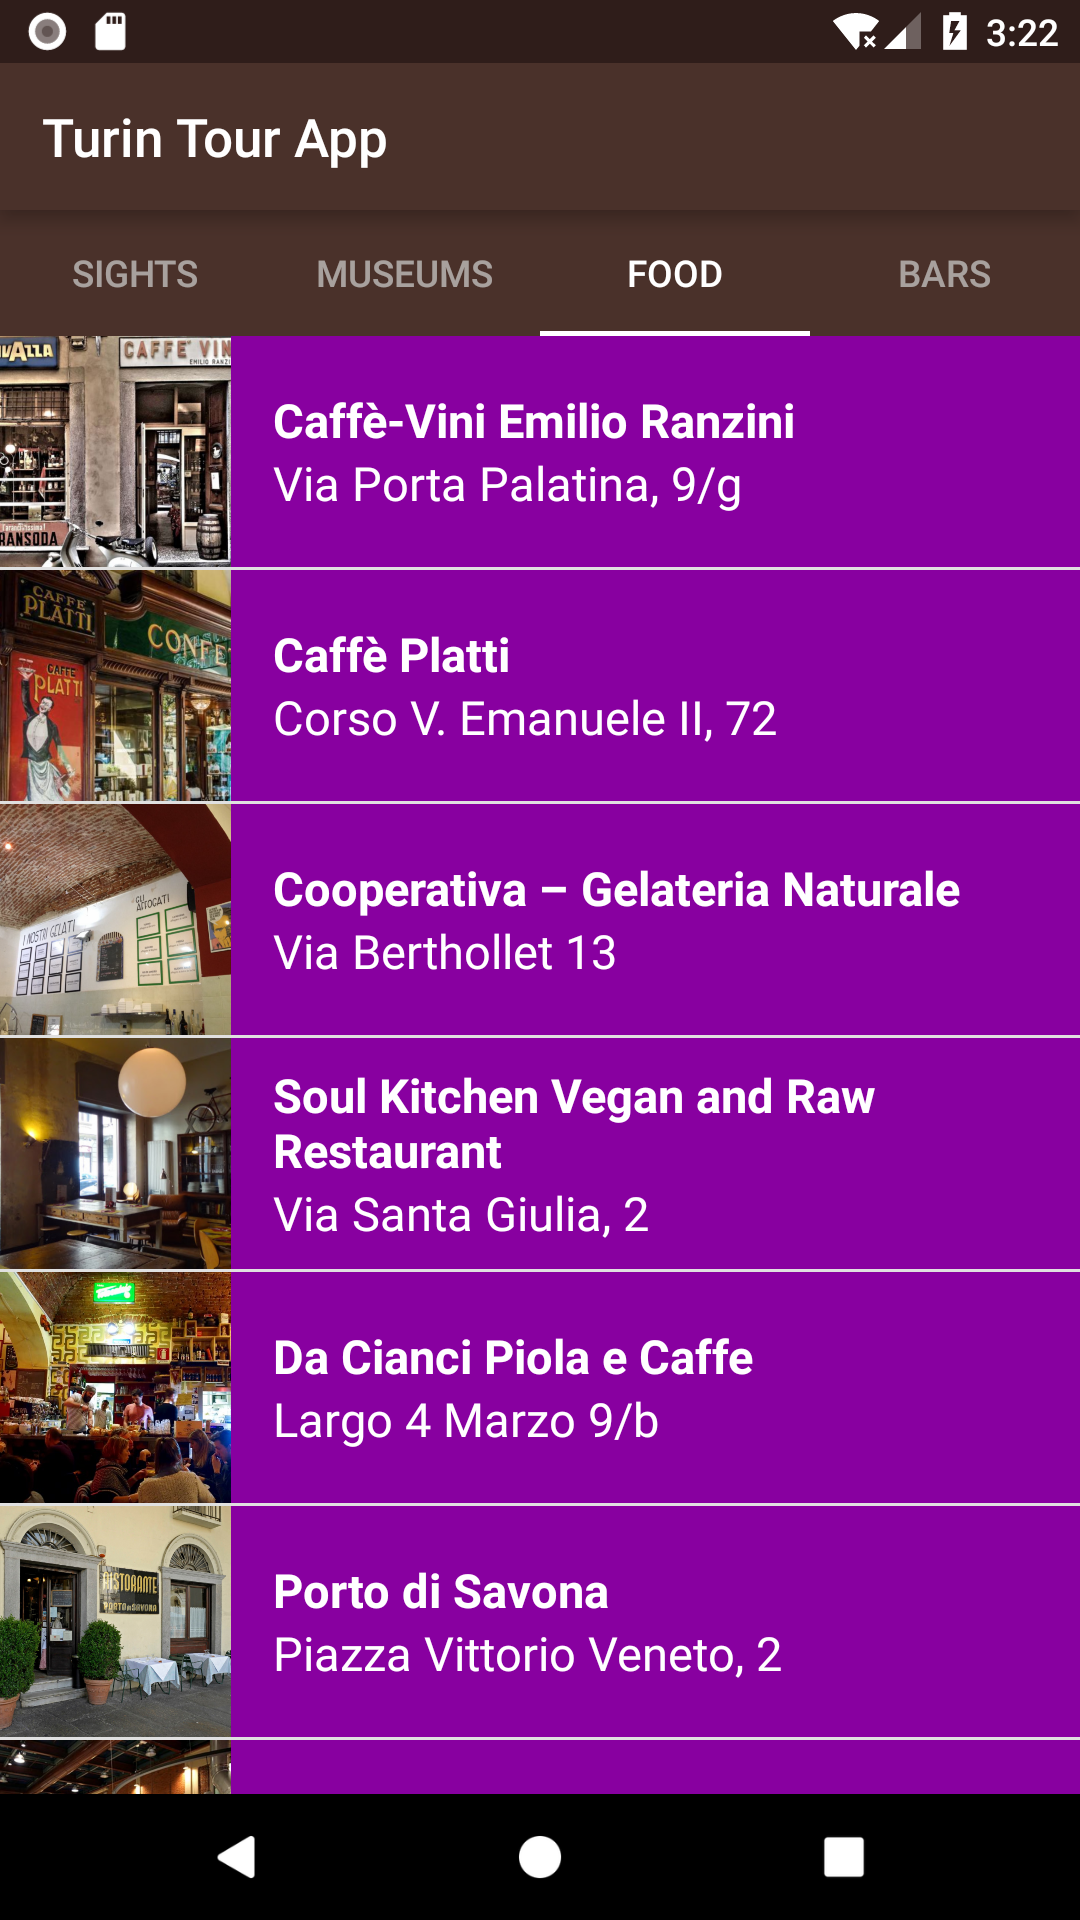 3:22
Turin Tour App
SIGHTS MUSEUMS FOOD BARS
CAFFE' VIN
EMILIO RANZ
RANSODA
Caffè-Vini Emilio Ranzini
Via Porta Palatina, 9/g
CAFFE
PLATTI
CONFE
CAFFE
PLATTI
Caffè Platti
Corso V. Emanuele II, 72
GLI
AFFOGATI
I NOSTRI GELATI
Cooperativa – Gelateria Naturale
Via Berthollet 13
Soul Kitchen Vegan and Raw
Restaurant
Via Santa Giulia, 2
Da Cianci Piola e Caffe
Largo 4 Marzo 9/b
RISTORANTE
PORTO DI SAVONA
Porto di Savona
Piazza Vittorio Veneto, 2